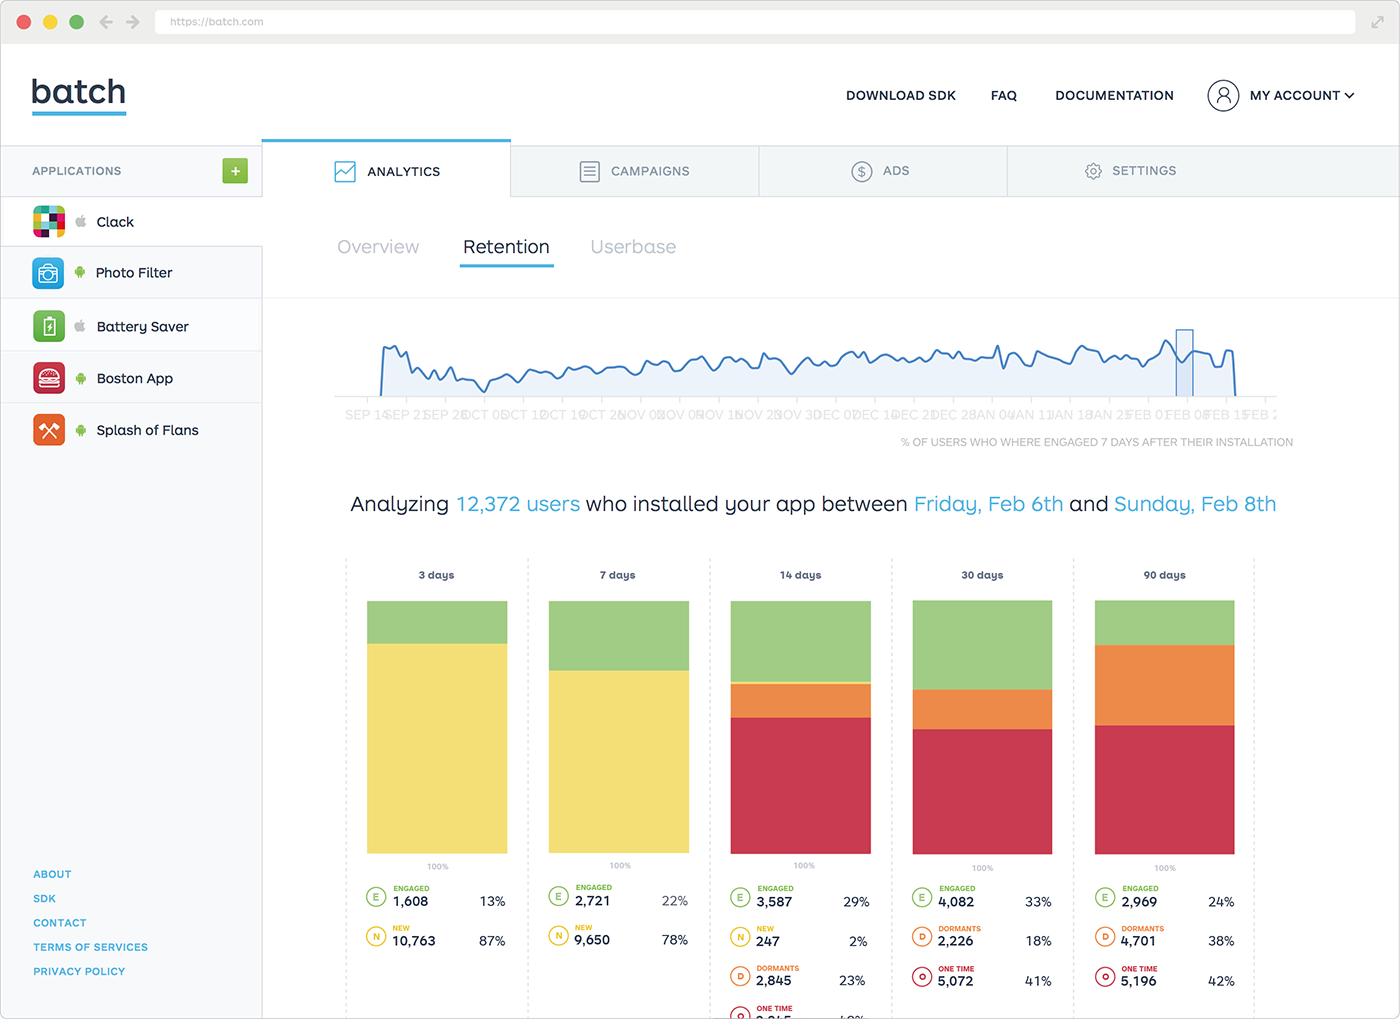 https://batch.com
batch
DOWNLOAD SDK FAQ DOCUMENTATION MY ACCOUNT
APPLICATIONS +
ANALYTICS CAMPAIGNS $ ADS SETTINGS
Clack
Photo Filter
Battery Saver
Boston App
Splash of Flans
Overview Retention Userbase
SEP 14 SEP 21 SEP 28 OCT 05 OCT 12 OCT 19 OCT 26 NOV 02 NOV 09 NOV 16 NOV 23 NOV 30 DEC 07 DEC 14 DEC 21 DEC 28 JAN 04 JAN 11 JAN 18 JAN 25 FEB 01 FEB 08 FEB 15 FEB
% OF USERS WHO WHERE ENGAGED 7 DAYS AFTER THEIR INSTALLATION
Analyzing 12,372 users who installed your app between Friday, Feb 6th and Sunday, Feb 8th
3 days
100%
E ENGAGED
1,608 13%
N NEW
10,763 87%
7 days
100%
E ENGAGED
2,721 22%
N NEW
9,650 78%
14 days
100%
E ENGAGED
3,587 29%
N NEW
247 2%
D DORMANTS
2,845 23%
O ONE TIME
30 days
100%
E ENGAGED
4,082 33%
D DORMANTS
2,226 18%
O ONE TIME
5,072 41%
90 days
100%
E ENGAGED
2,969 24%
D DORMANTS
4,701 38%
O ONE TIME
5,196 42%
ABOUT
SDK
CONTACT
TERMS OF SERVICES
PRIVACY POLICY